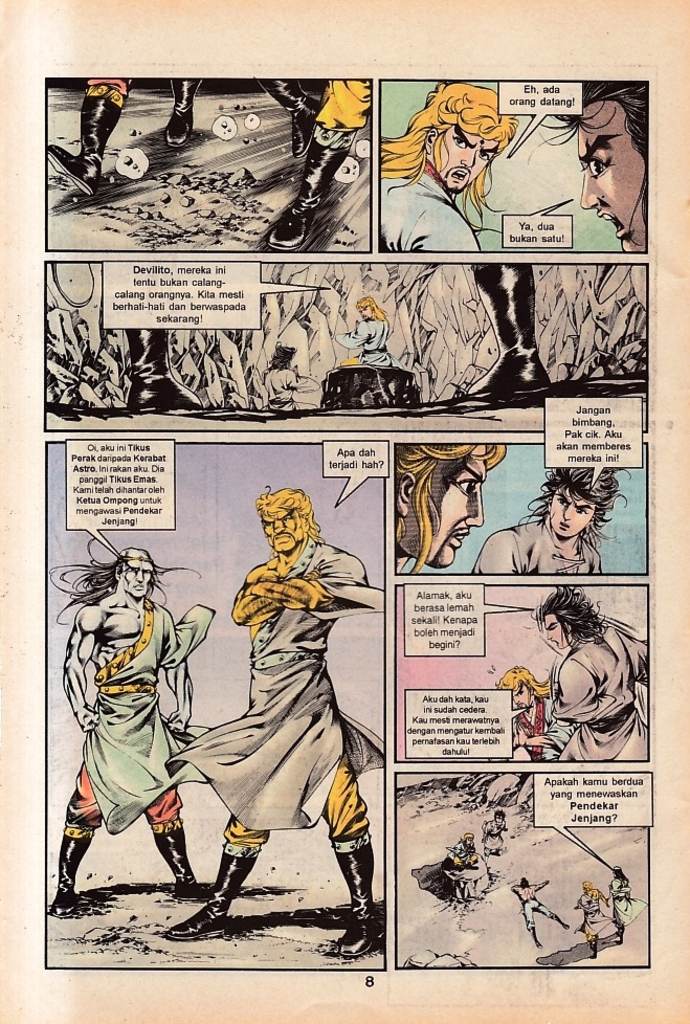 Eh, ada
orang datang!
Ya, dua
bukan satu!
Devilito, mereka ini
tentu bukan calang-
calang orangnya. Kita mesti
berhati-hati dan berwaspada
sekarang!
Jangan
bimbang,
Pak cik. Aku
akan memberes
mereka ini!
Oi, aku ini Tikus
Perak daripada Kerabat
Astro. Ini rakan aku. Dia
panggil Tikus Emas.
Kami telah dihantar oleh
Ketua Ompong untuk
mengawasi Pendekar
Jenjang!
Apa dah
terjadi hah?
Alamak, aku
berasa lemah
sekali! Kenapa
boleh menjadi
begini?
Aku dah kata, kau
ini sudah cedera.
Kau mesti merawatnya
dengan mengatur kembali
pernafasan kau terlebih
dahulu!
Apakah kamu berdua
yang menewaskan
Pendekar
Jenjang?
8